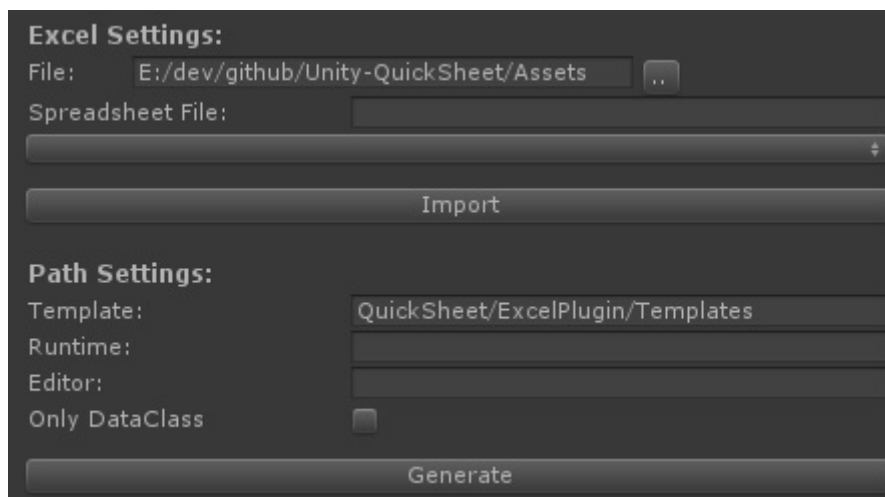 Excel Settings:
File: E:/dev/github/Unity-QuickSheet/Assets ..
Spreadsheet File:
Import
Path Settings:
Template: QuickSheet/ExcelPlugin/Templates
Runtime:
Editor:
Only DataClass
Generate